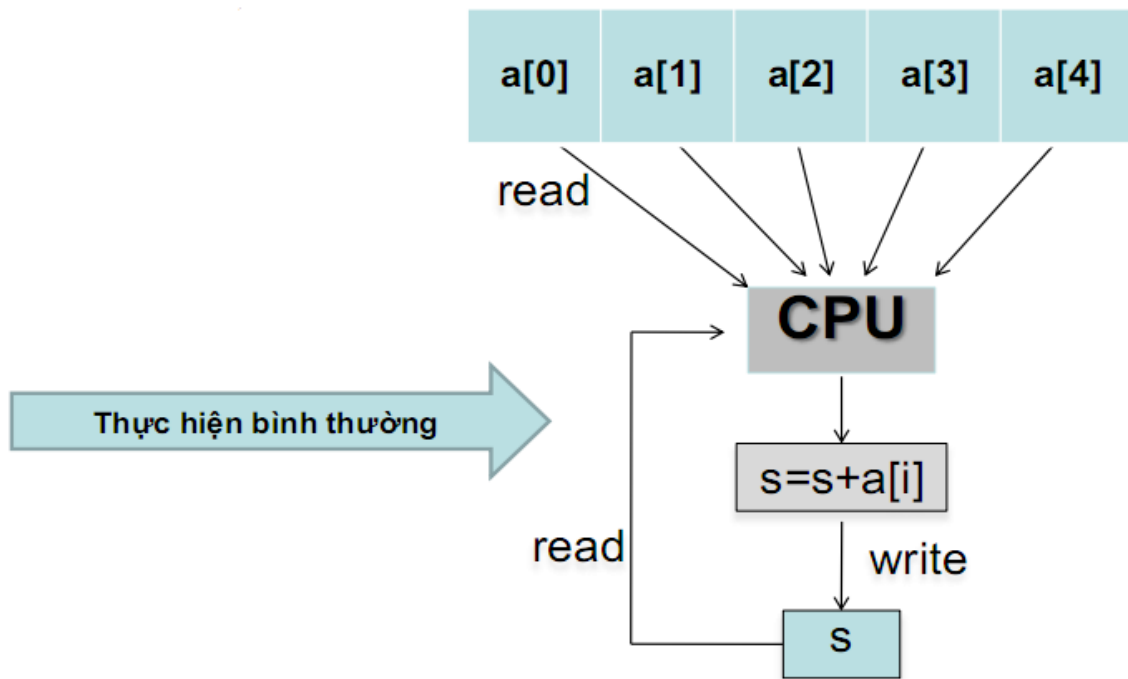 a[0] a[1] a[2] a[3] a[4]
read
CPU
Thực hiện bình thường
s=s+a[i]
read
write
s